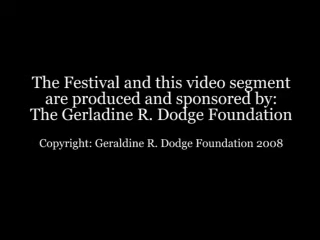 The Festival and this video segment
are produced and sponsored by:
The Gerladine R. Dodge Foundation
Copyright: Geraldine R. Dodge Foundation 2008